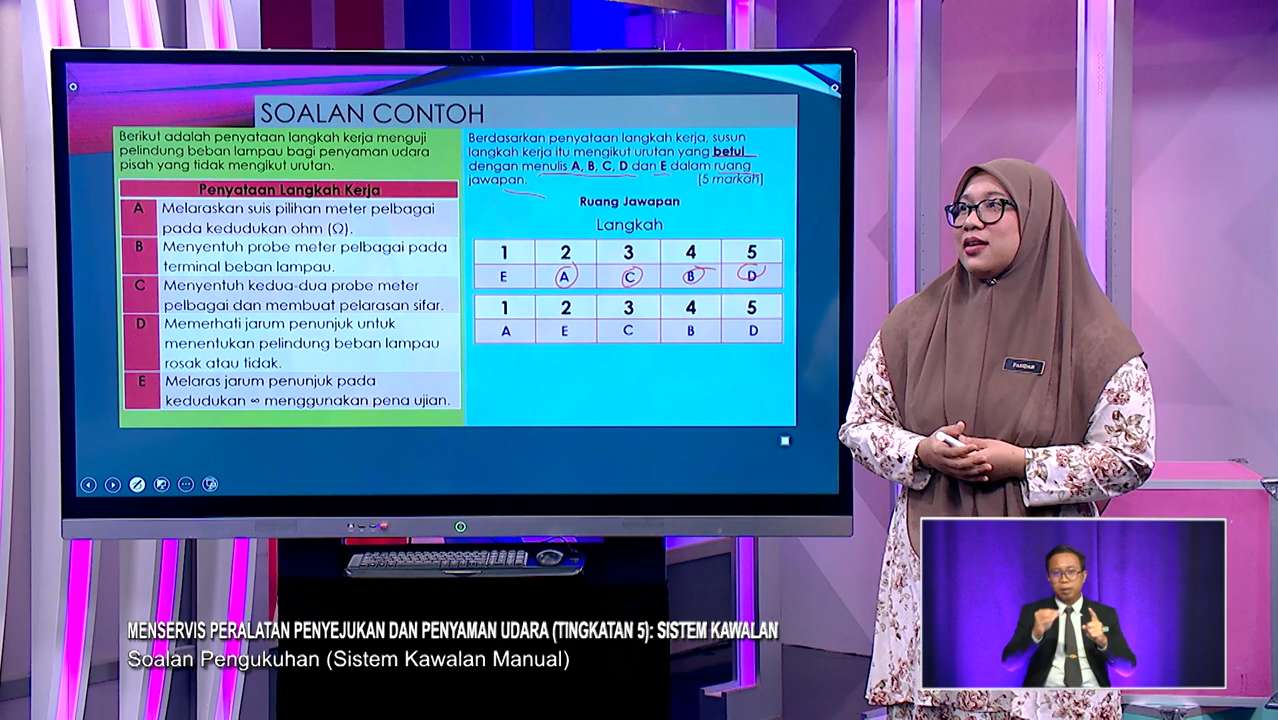 SOALAN CONTOH
Berikut adalah penyataan langkah kerja menguji
pelindung beban lampau bagi penyaman udara
pisah yang tidak mengikut urutan.
Penyataan Langkah Kerja
A Melaraskan suis pilihan meter pelbagai
pada kedudukan ohm (Ω).
B Menyentuh probe meter pelbagai pada
terminal beban lampau.
C Menyentuh kedua-dua probe meter
pelbagai dan membuat pelarasan sifar.
D Memerhati jarum penunjuk untuk
menentukan pelindung beban lampau
rosak atau tidak.
E Melaras jarum penunjuk pada
kedudukan ∞ menggunakan pena ujian.
Berdasarkan penyataan langkah kerja, susun
langkah kerja itu mengikut urutan yang betul
dengan menulis A, B, C, D dan E dalam ruang
jawapan. [5 markah]
Ruang Jawapan
Langkah
1 2 3 4 5
E A C B D
1 2 3 4 5
A E C B D
FARIDAH
MENSERVIS PERALATAN PENYEJUKAN DAN PENYAMAN UDARA (TINGKATAN 5): SISTEM KAWALAN
Soalan Pengukuhan (Sistem Kawalan Manual)